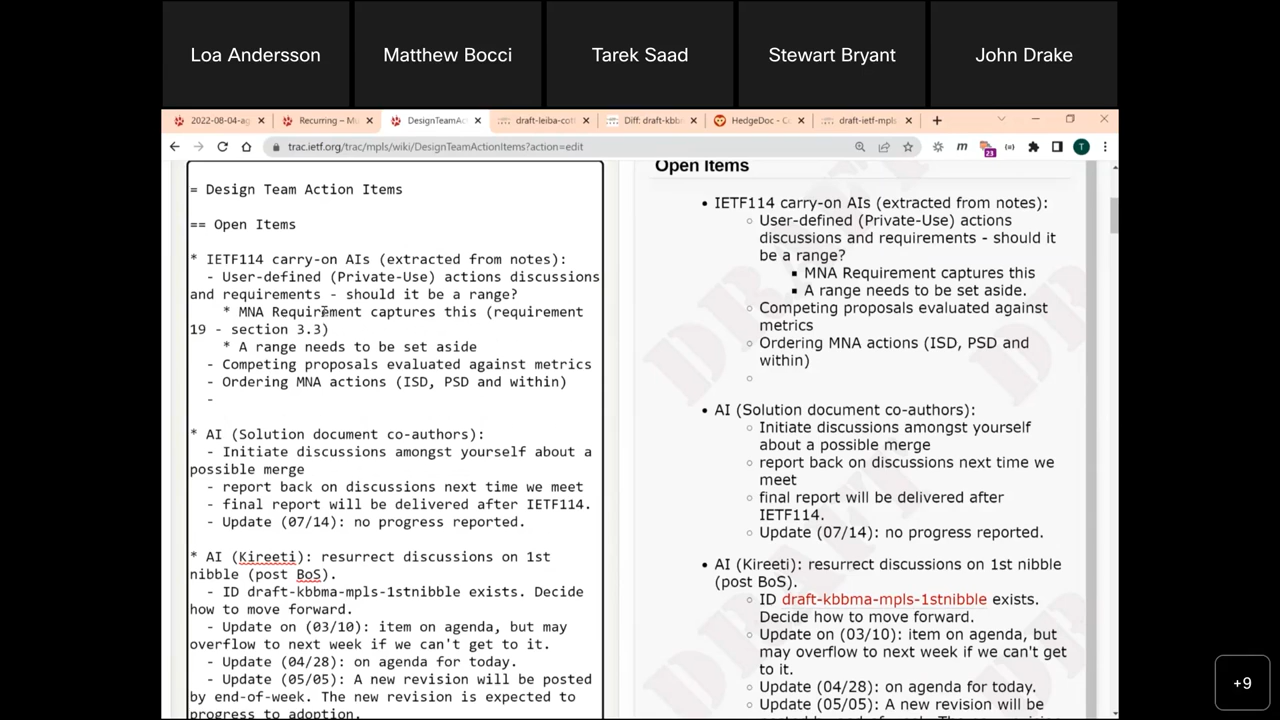 Loa Andersson
Matthew Bocci
Tarek Saad
Stewart Bryant
John Drake
2022-08-04-ag
Recurring – Mu
DesignTeamAc
draft-leiba-cott
Diff: draft-kbb
HedgeDoc - C
draft-ietf-mpls
trac.ietf.org/trac/mpls/wiki/DesignTeamActionItems?action=edit
23
T
= Design Team Action Items
== Open Items
* IETF114 carry-on AIs (extracted from notes):
- User-defined (Private-Use) actions discussions
and requirements - should it be a range?
* MNA Requirement captures this (requirement
19 - section 3.3)
* A range needs to be set aside
- Competing proposals evaluated against metrics
- Ordering MNA actions (ISD, PSD and within)
-
* AI (Solution document co-authors):
- Initiate discussions amongst yourself about a
possible merge
- report back on discussions next time we meet
- final report will be delivered after IETF114.
- Update (07/14): no progress reported.
* AI (Kireeti): resurrect discussions on 1st
nibble (post BoS).
- ID draft-kbbma-mpls-1stnibble exists. Decide
how to move forward.
- Update on (03/10): item on agenda, but may
overflow to next week if we can't get to it.
- Update (04/28): on agenda for today.
- Update (05/05): A new revision will be posted
by end-of-week. The new revision is expected to
progress to adoption.
Open Items
• IETF114 carry-on AIs (extracted from notes):
◦ User-defined (Private-Use) actions
discussions and requirements - should it
be a range?
▪ MNA Requirement captures this
▪ A range needs to be set aside.
◦ Competing proposals evaluated against
metrics
◦ Ordering MNA actions (ISD, PSD and
within)
◦
• AI (Solution document co-authors):
◦ Initiate discussions amongst yourself
about a possible merge
◦ report back on discussions next time we
meet
◦ final report will be delivered after
IETF114.
◦ Update (07/14): no progress reported.
• AI (Kireeti): resurrect discussions on 1st nibble
(post BoS).
◦ ID draft-kbbma-mpls-1stnibble exists.
Decide how to move forward.
◦ Update on (03/10): item on agenda, but
may overflow to next week if we can't get
to it.
◦ Update (04/28): on agenda for today.
◦ Update (05/05): A new revision will be
+9